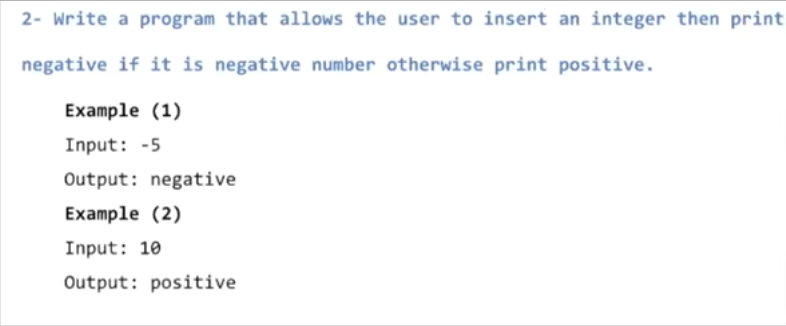 2- Write a program that allows the user to insert an integer then print
negative if it is negative number otherwise print positive.
Example (1)
Input: -5
Output: negative
Example (2)
Input: 10
Output: positive